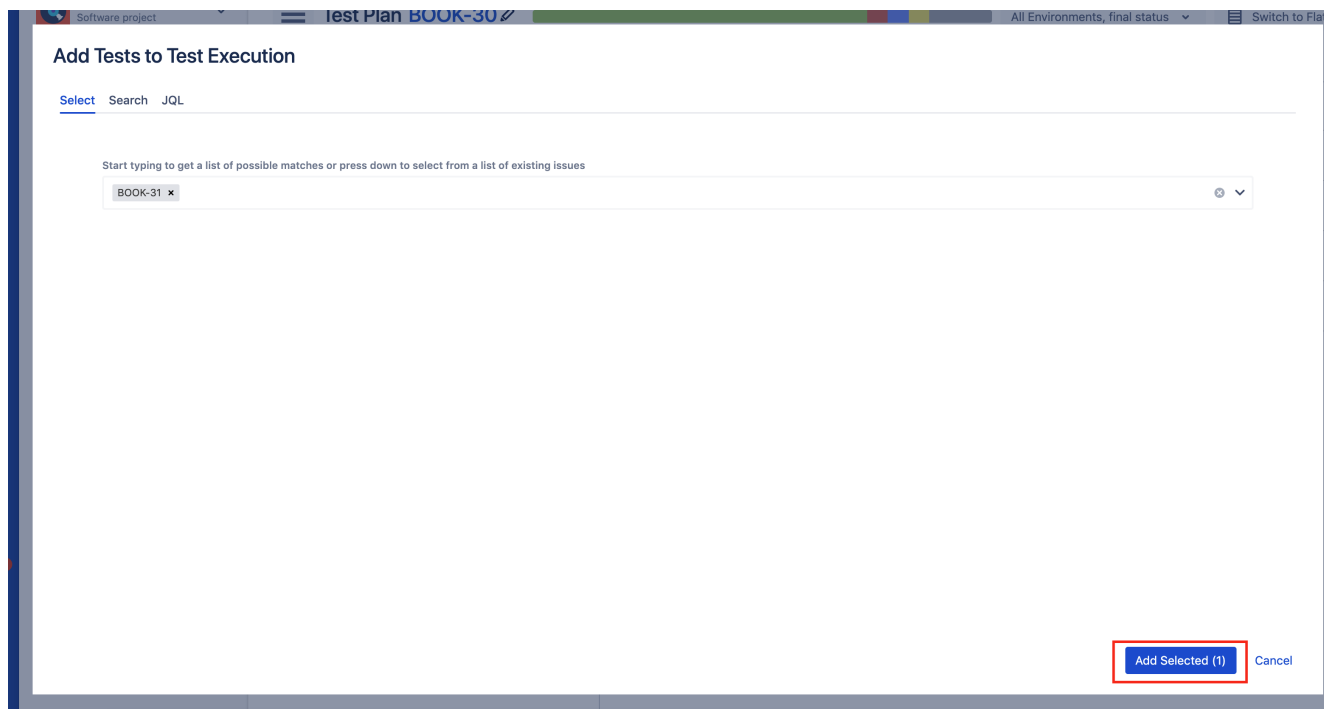 Software project
Test Plan BOOK-30
All Environments, final status
Switch to Fla
Add Tests to Test Execution
Select Search JQL
Start typing to get a list of possible matches or press down to select from a list of existing issues
BOOK-31 ×
Add Selected (1) Cancel